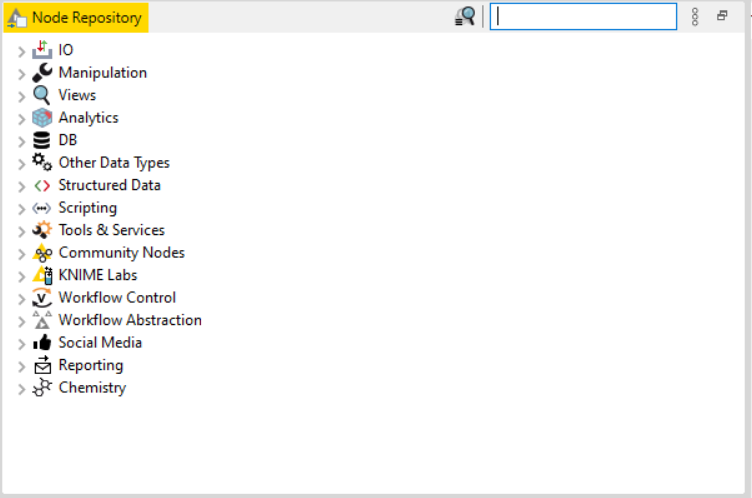 Node Repository
IO
Manipulation
Views
Analytics
DB
Other Data Types
Structured Data
Scripting
Tools & Services
Community Nodes
KNIME Labs
Workflow Control
Workflow Abstraction
Social Media
Reporting
Chemistry